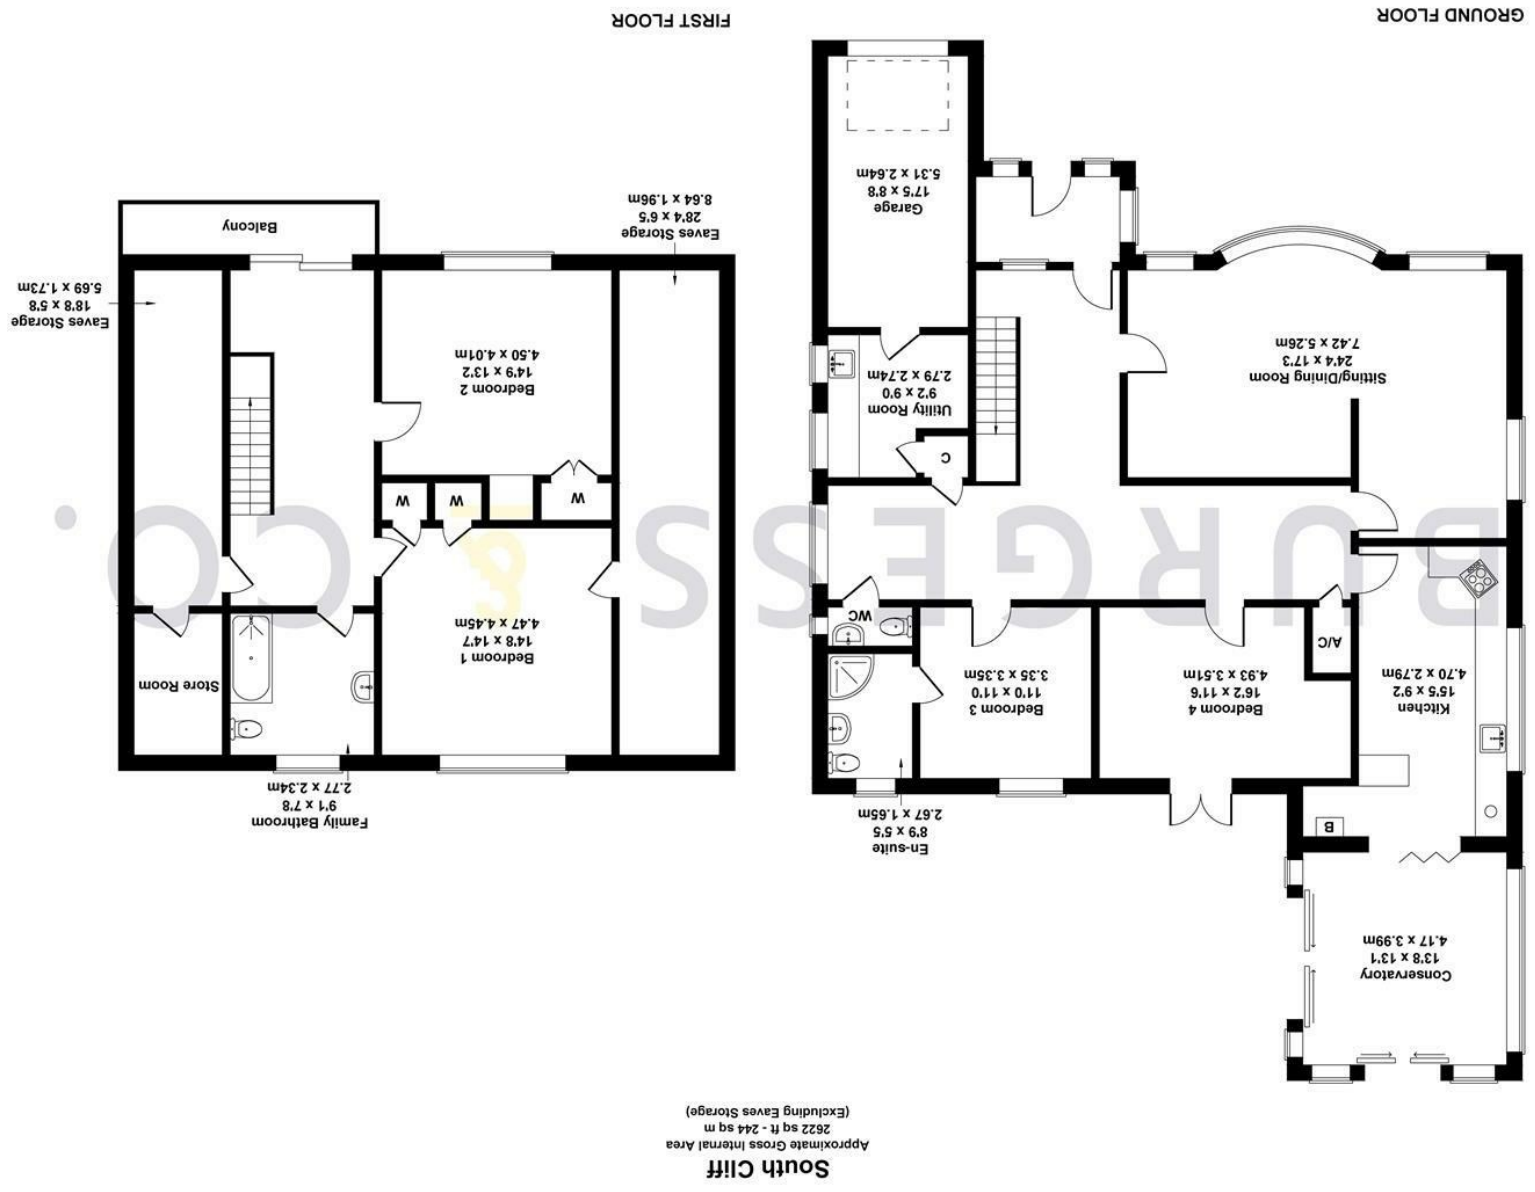 South Cliff
Approximate Gross Internal Area
2622 sq ft - 244 sq m
(Excluding Eaves Storage)
Conservatory
13'8 x 13'1
4.17 x 3.99m
B
Kitchen
15'5 x 9'2
4.70 x 2.79m
A/C
Bedroom 4
16'2 x 11'6
4.93 x 3.51m
Bedroom 3
11'0 x 11'0
3.35 x 3.35m
En-suite
8'9 x 5'5
2.67 x 1.65m
WC
C
Utility Room
9'2 x 9'0
2.79 x 2.74m
Sitting/Dining Room
24'4 x 17'3
7.42 x 5.26m
Garage
17'5 x 8'8
5.31 x 2.64m
GROUND FLOOR
Family Bathroom
9'1 x 7'8
2.77 x 2.34m
Bedroom 1
14'8 x 14'7
4.47 x 4.45m
Store Room
W
W
W
Bedroom 2
14'9 x 13'2
4.50 x 4.01m
Eaves Storage
28'4 x 6'5
8.64 x 1.96m
Eaves Storage
18'8 x 5'8
5.69 x 1.73m
Balcony
FIRST FLOOR
BURGESS & CO.